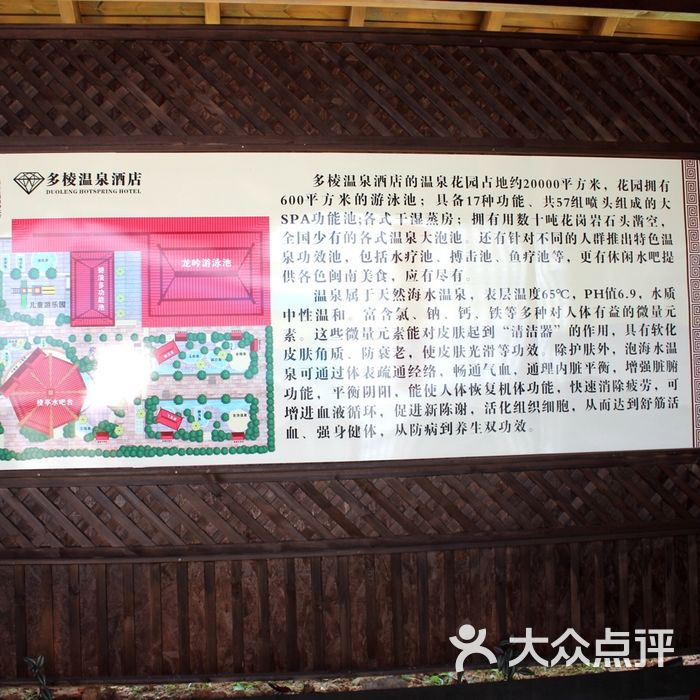 多棱温泉酒店
DUOLENG HOTSPRING HOTEL
龙吟游泳池
碧浪多功能池
儿童游乐园
棱亭水吧台
多棱温泉酒店的温泉花园占地约20000平方米，花园拥有
600平方米的游泳池；具备17种功能、共57组喷头组成的大
SPA功能池;各式干湿蒸房；拥有用数十吨花岗岩石头凿空，
全国少有的各式温泉大泡池。还有针对不同的人群推出特色温
泉功效池，包括水疗池、搏击池、鱼疗池等，更有休闲水吧提
供各色闽南美食，应有尽有。
温泉属于天然海水温泉，表层温度65℃，PH值6.9，水质
中性温和。富含氯、钠、钙、铁等多种对人体有益的微量元
素。这些微量元素能对皮肤起到“清洁器”的作用，具有软化
皮肤角质、防衰老，使皮肤光滑等功效。除护肤外，泡海水温
泉可通过体表疏通经络，畅通气血，通理内脏平衡，增强脏腑
功能，平衡阴阳，能使人体恢复机体功能，快速消除疲劳，可
增进血液循环，促进新陈谢，活化组织细胞，从而达到舒筋活
血、强身健体，从防病到养生双功效。
大众点评